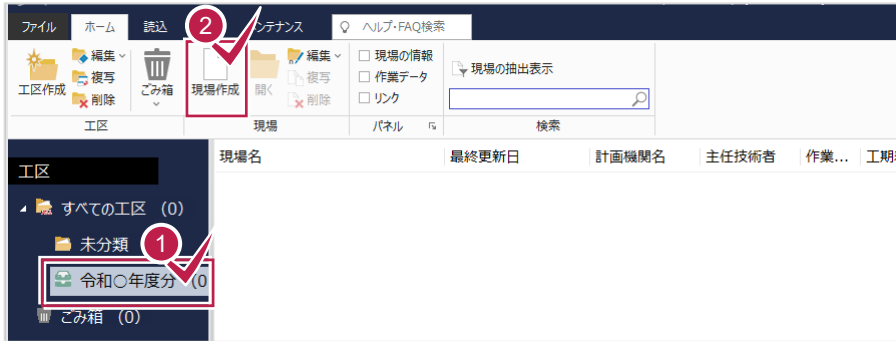 ファイル ホーム 読込 ンテナンス ヘルプ・FAQ検索
2
工区作成 編集 複写 削除 ごみ箱 現場作成 開く 編集 複写 削除 現場の情報 作業データ リンク 現場の抽出表示
工区 現場 パネル 検索
工区 現場名 最終更新日 計画機関名 主任技術者 作業... 工期
すべての工区 (0)
未分類
1
令和○年度分 (0
ごみ箱 (0)